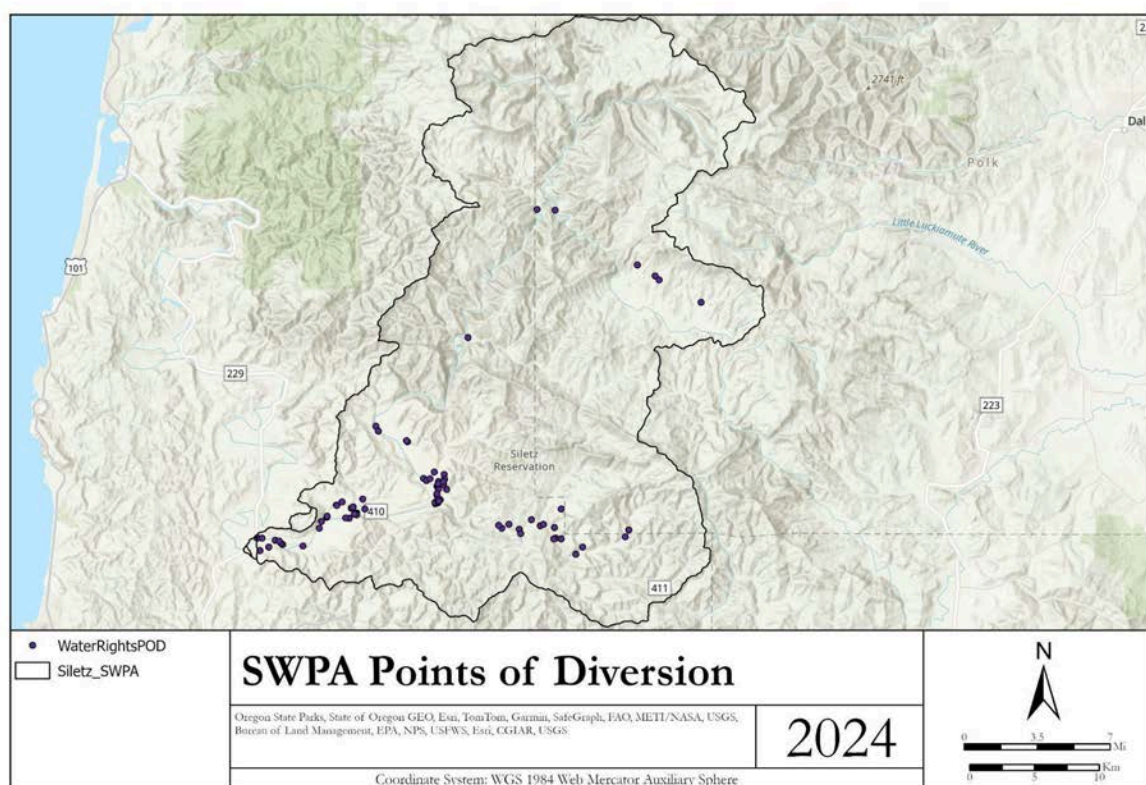 2
2741 ft
Dal
Polk
Little Luckiamute River
101
229
223
Siletz
Reservation
410
411
WaterRightsPOD
Siletz_SWPA
SWPA Points of Diversion
Oregon State Parks, State of Oregon GEO, Esri, TomTom, Garmin, SafeGraph, FAO, METI/NASA, USGS,
Bureau of Land Management, EPA, NPS, USFWS, Esri, CGIAR, USGS
2024
Coordinate System: WGS 1984 Web Mercator Auxiliary Sphere
N
0 3.5 7
Mi
Km
0 5 10